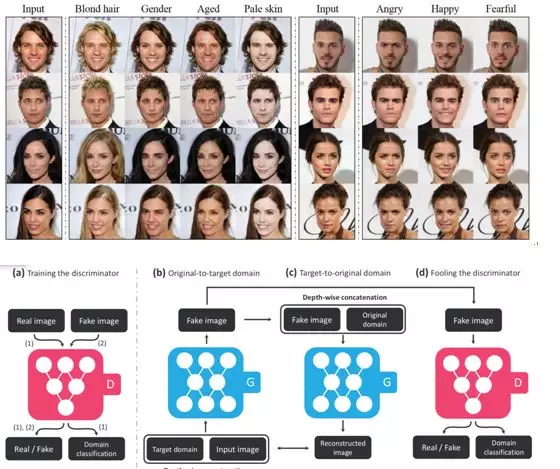 Input Blond hair Gender Aged Pale skin Input Angry Happy Fearful
(a) Training the discriminator (b) Original-to-target domain (c) Target-to-original domain (d) Fooling the discriminator
Depth-wise concatenation
Real image Fake image Fake image Fake image Original domain Fake image
(1) (2)
D G G D
(1), (2) (1)
Real / Fake Domain classification Target domain Input image Reconstructed image Real / Fake Domain classification